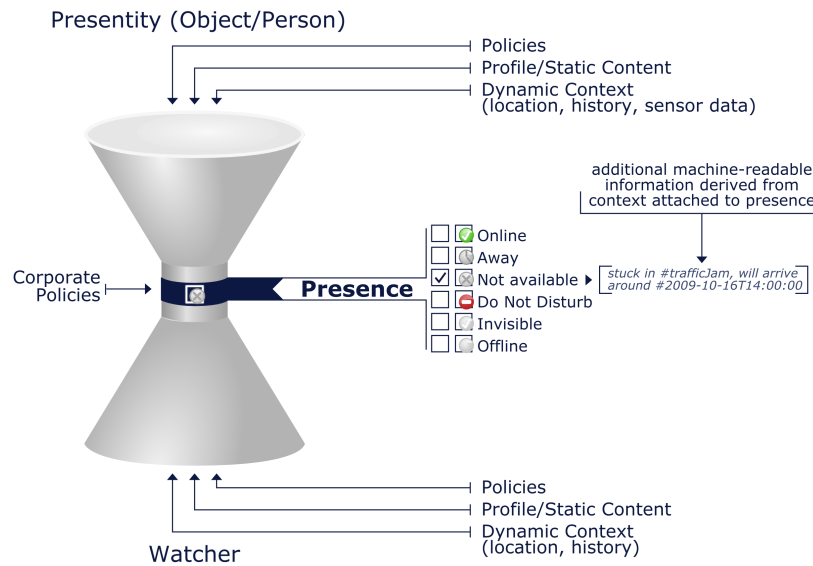 Presentity (Object/Person)
Policies
Profile/Static Content
Dynamic Context
(location, history, sensor data)
additional machine-readable
information derived from
context attached to presence
Corporate
Policies
Presence
Online
Away
Not available
Do Not Disturb
Invisible
Offline
stuck in #trafficJam, will arrive
around #2009-10-16T14:00:00
Policies
Profile/Static Content
Dynamic Context
(location, history)
Watcher